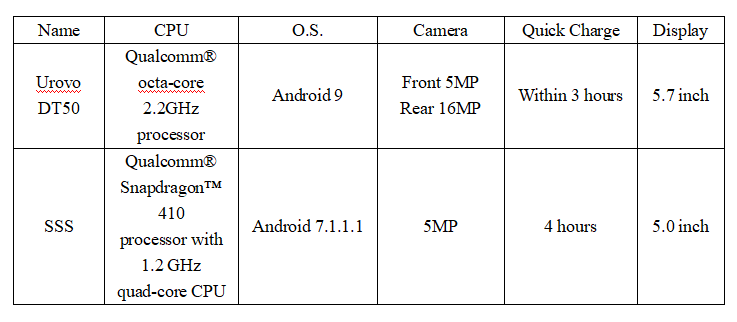 Name CPU O.S. Camera Quick Charge Display
Urovo DT50
Qualcomm®
octa-core
2.2GHz
processor
Android 9
Front 5MP
Rear 16MP
Within 3 hours
5.7 inch
SSS
Qualcomm®
Snapdragon™
410
processor with
1.2 GHz
quad-core CPU
Android 7.1.1.1
5MP
4 hours
5.0 inch